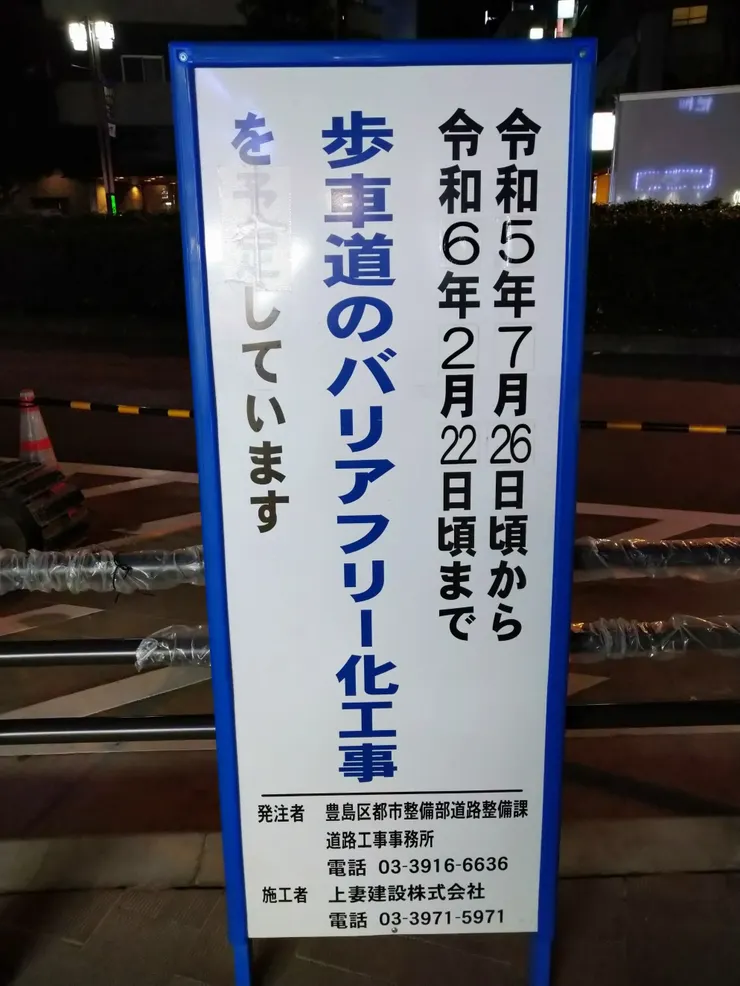 令和5年7月26日頃から
令和6年2月22日頃まで
歩車道のバリアフリー化工事
を予定しています
発注者 豊島区都市整備部道路整備課
道路工事事務所
電話 03-3916-6636
施工者 上妻建設株式会社
電話 03-3971-5971